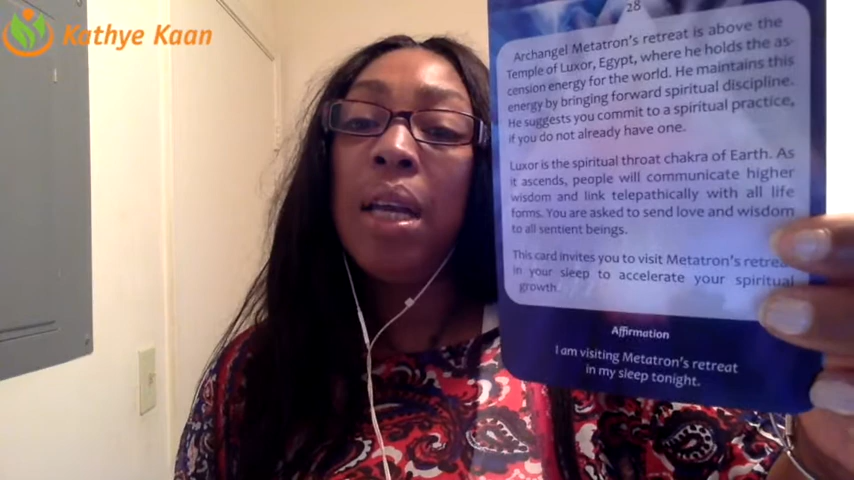 Kathye Kaan
28
Archangel Metatron's retreat is above the
Temple of Luxor, Egypt, where he holds the as-
cension energy for the world. He maintains this
energy by bringing forward spiritual discipline.
He suggests you commit to a spiritual practice,
if you do not already have one.
Luxor is the spiritual throat chakra of Earth. As
it ascends, people will communicate higher
wisdom and link telepathically with all life
forms. You are asked to send love and wisdom
to all sentient beings.
This card invites you to visit Metatron's retreat
in your sleep to accelerate your spiritual
growth.
Affirmation
I am visiting Metatron's retreat
in my sleep tonight.